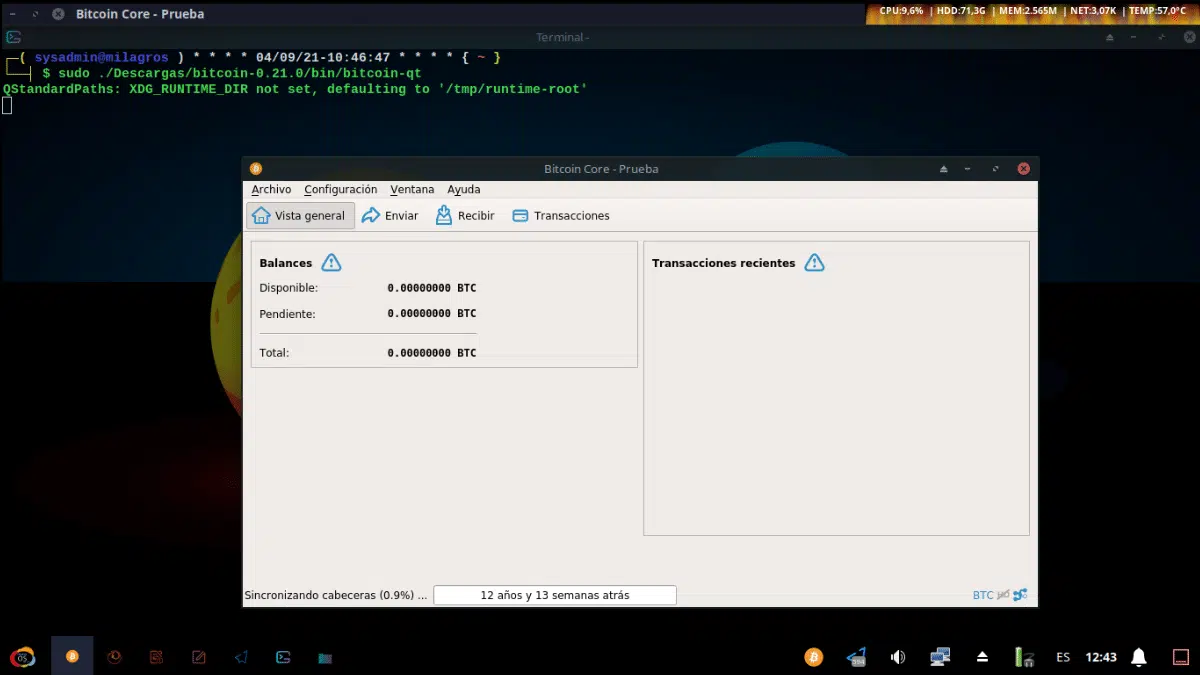 Bitcoin Core - Prueba
CPU:9,6% | HDD:71,3G | MEM:2.565M | NET:3,07K | TEMP:57,0°C
Terminal -
( sysadmin@milagros ) * * * * 04/09/21-10:46:47 * * * * { ~ }
$ sudo ./Descargas/bitcoin-0.21.0/bin/bitcoin-qt
QStandardPaths: XDG_RUNTIME_DIR not set, defaulting to '/tmp/runtime-root'
Bitcoin Core - Prueba
Archivo Configuración Ventana Ayuda
Vista general Enviar Recibir Transacciones
Balances
Disponible: 0.00000000 BTC
Pendiente: 0.00000000 BTC
Total: 0.00000000 BTC
Transacciones recientes
Sincronizando cabeceras (0.9%) ... 12 años y 13 semanas atrás
BTC HD
OS
ES 12:43